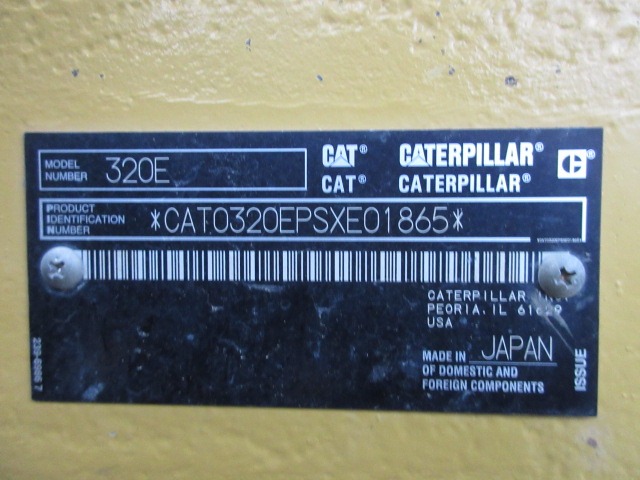 MODEL NUMBER 320E
CAT® CATERPILLAR®
CAT® CATERPILLAR®
PRODUCT IDENTIFICATION NUMBER *CAT0320EPSXE01865*
CATERPILLAR
PEORIA, IL
USA
MADE IN JAPAN
OF DOMESTIC AND
FOREIGN COMPONENTS
ISSUE